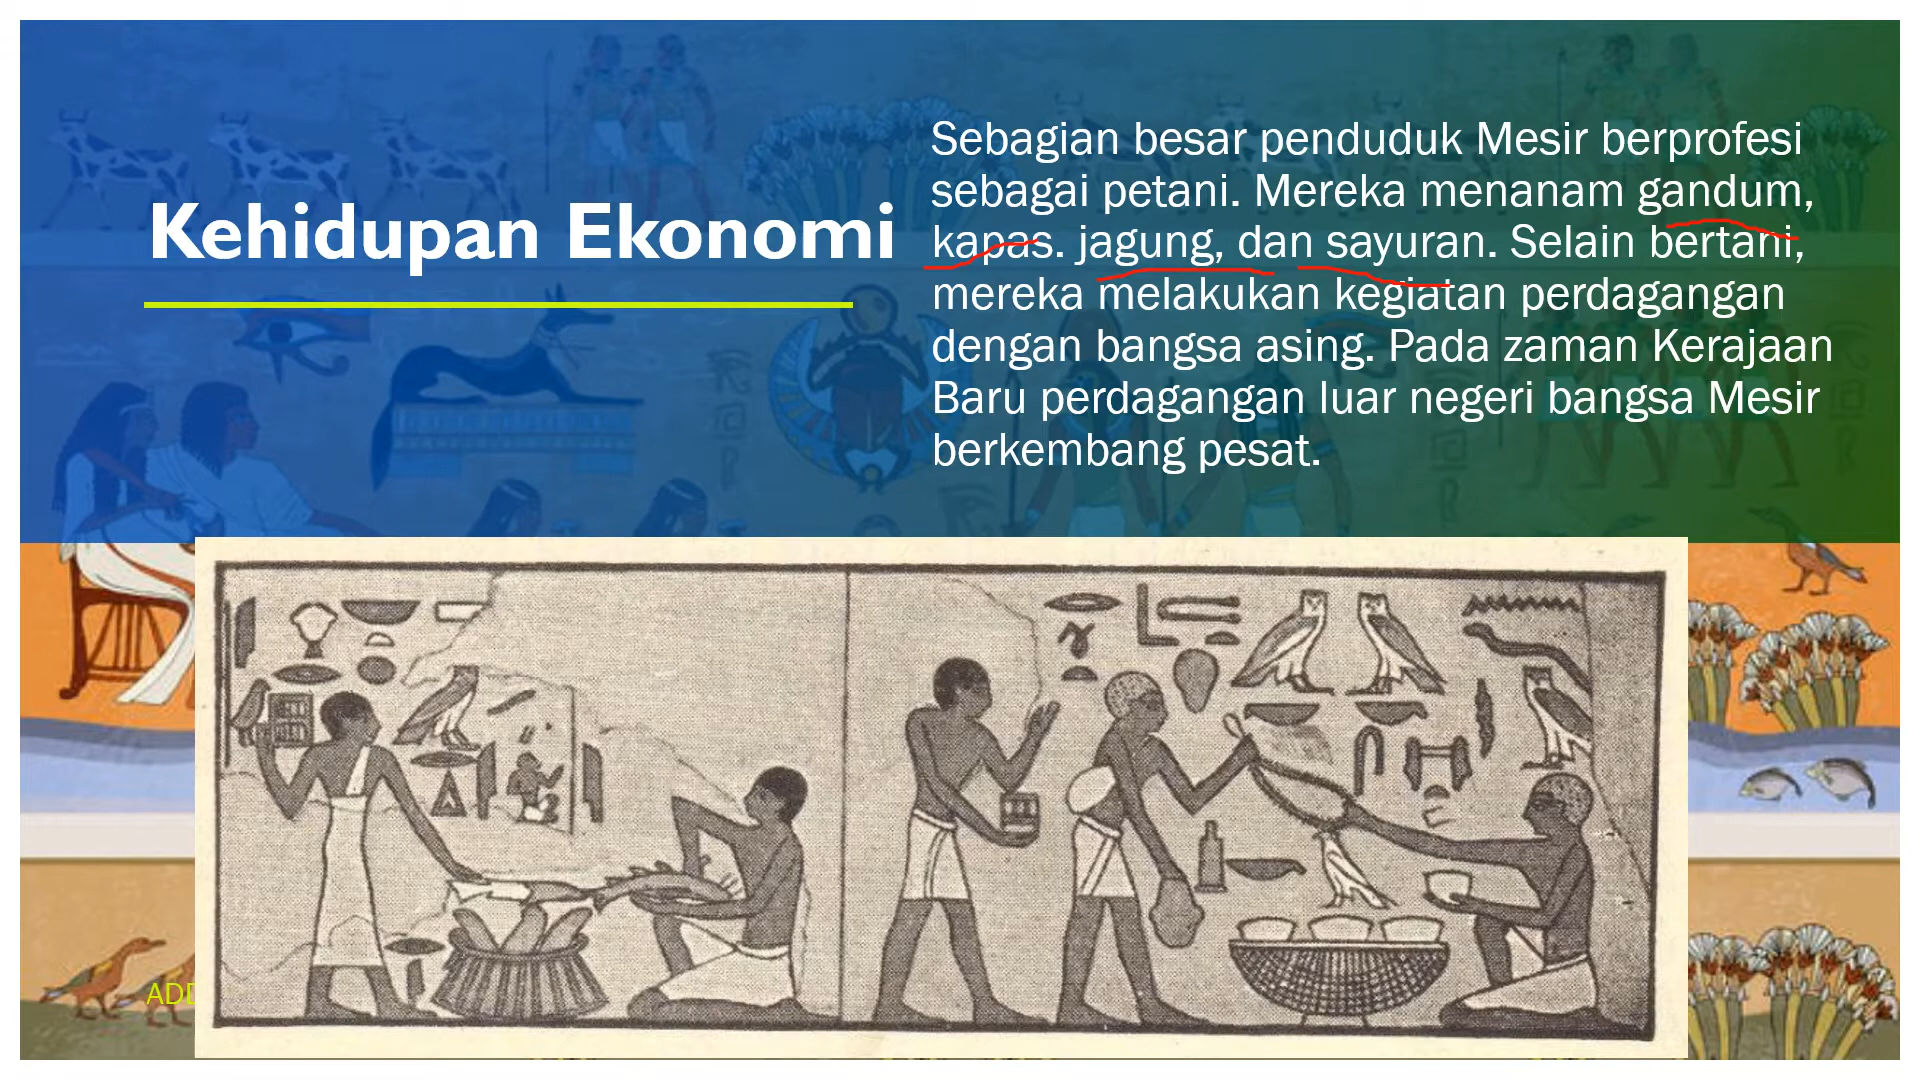 Kehidupan Ekonomi
Sebagian besar penduduk Mesir berprofesi
sebagai petani. Mereka menanam gandum,
kapas. jagung, dan sayuran. Selain bertani,
mereka melakukan kegiatan perdagangan
dengan bangsa asing. Pada zaman Kerajaan
Baru perdagangan luar negeri bangsa Mesir
berkembang pesat.